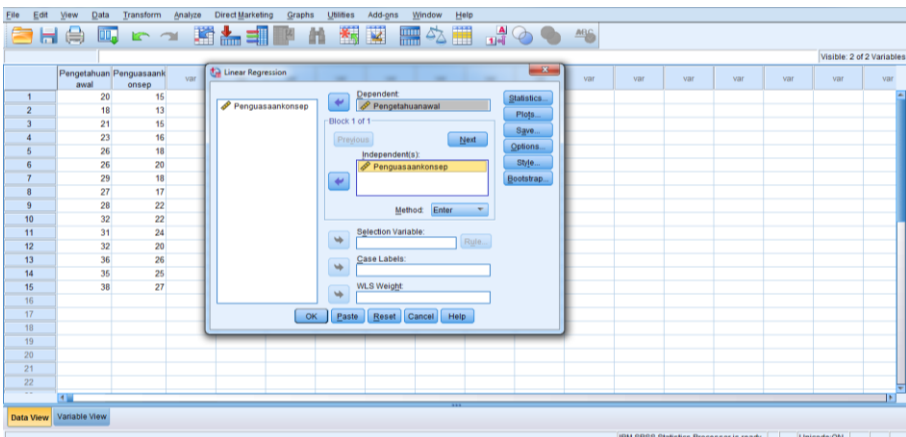 File Edit View Data Transform Analyze Direct Marketing Graphs Utilities Add-ons Window Help
Visible: 2 of 2 Variables
Pengetahuan awal Penguasaank onsep var var var var var var
1 20 15
2 18 13
3 21 15
4 23 16
5 26 18
6 26 20
7 29 18
8 27 17
9 28 22
10 32 22
11 31 24
12 32 20
13 36 26
14 35 25
15 38 27
16
17
18
19
20
21
22
Linear Regression
Penguasaankonsep
Dependent:
Pengetahuanawal
Block 1 of 1
Previous Next
Independent(s):
Penguasaankonsep
Method: Enter
Selection Variable:
Rule...
Case Labels:
WLS Weight:
OK Paste Reset Cancel Help
Statistics...
Plots...
Save...
Options...
Style...
Bootstrap...
Data View Variable View
IBM SPSS Statistics Processor is ready Unicode:ON